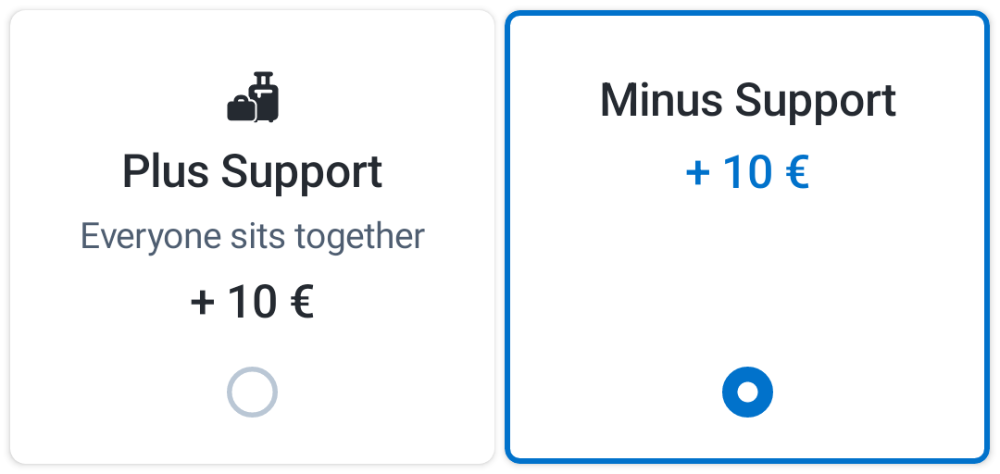 Plus Support
Everyone sits together
+ 10 €
Minus Support
+ 10 €